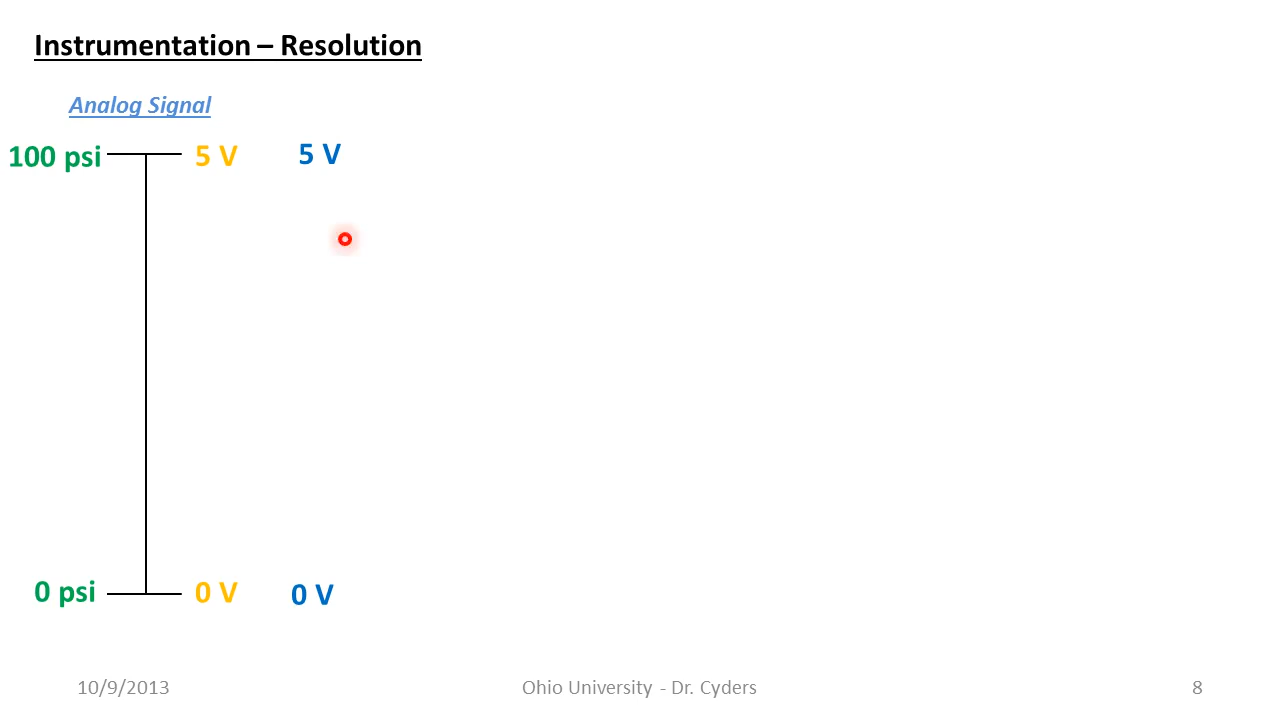 Instrumentation – Resolution
Analog Signal
100 psi 5 V 5 V
0 psi 0 V 0 V
10/9/2013 Ohio University - Dr. Cyders 8